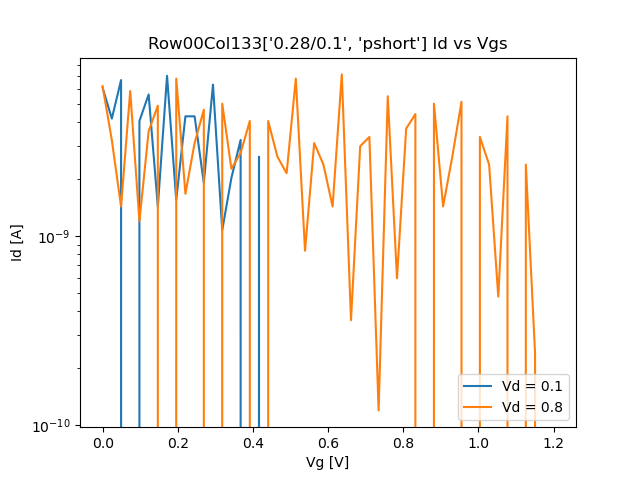 Row00Col133['0.28/0.1', 'pshort'] Id vs Vgs
Id [A]
10⁻⁹
10⁻¹⁰
0.0 0.2 0.4 0.6 0.8 1.0 1.2
Vg [V]
Vd = 0.1
Vd = 0.8